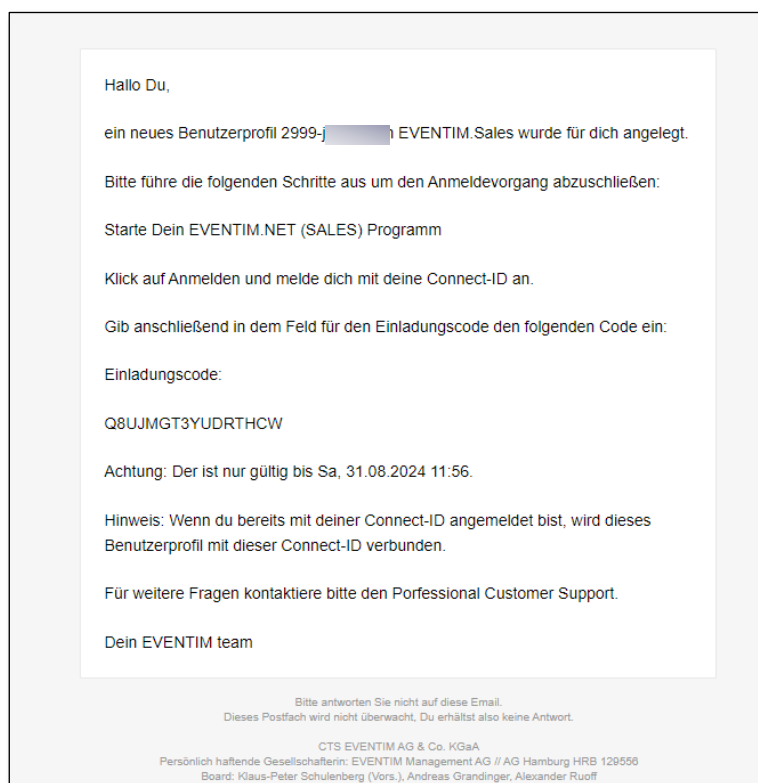 Hallo Du,
ein neues Benutzerprofil 2999-j EVENTIM.Sales wurde für dich angelegt.
Bitte führe die folgenden Schritte aus um den Anmeldevorgang abzuschließen:
Starte Dein EVENTIM.NET (SALES) Programm
Klick auf Anmelden und melde dich mit deine Connect-ID an.
Gib anschließend in dem Feld für den Einladungscode den folgenden Code ein:
Einladungscode:
Q8UJMGT3YUDRTHCW
Achtung: Der ist nur gültig bis Sa, 31.08.2024 11:56.
Hinweis: Wenn du bereits mit deiner Connect-ID angemeldet bist, wird dieses
Benutzerprofil mit dieser Connect-ID verbunden.
Für weitere Fragen kontaktiere bitte den Porfessional Customer Support.
Dein EVENTIM team
Bitte antworten Sie nicht auf diese Email.
Dieses Postfach wird nicht überwacht, Du erhältst also keine Antwort.
CTS EVENTIM AG & Co. KGaA
Persönlich haftende Gesellschafterin: EVENTIM Management AG // AG Hamburg HRB 129556
Board: Klaus-Peter Schulenberg (Vors.), Andreas Grandinger, Alexander Ruoff